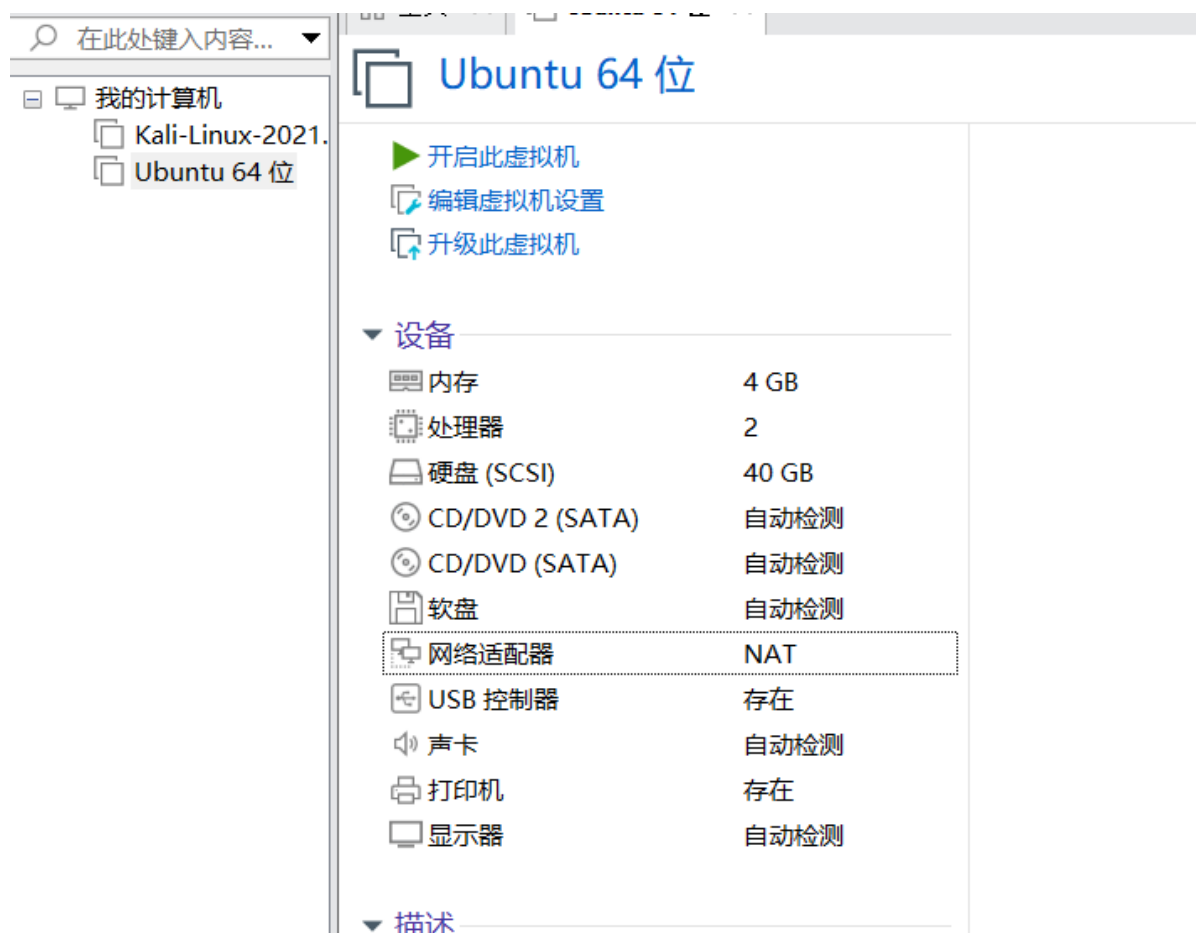 在此处键入内容...
我的计算机
Kali-Linux-2021.
Ubuntu 64 位
Ubuntu 64 位
开启此虚拟机
编辑虚拟机设置
升级此虚拟机
设备
内存 4 GB
处理器 2
硬盘 (SCSI) 40 GB
CD/DVD 2 (SATA) 自动检测
CD/DVD (SATA) 自动检测
软盘 自动检测
网络适配器 NAT
USB 控制器 存在
声卡 自动检测
打印机 存在
显示器 自动检测
描述